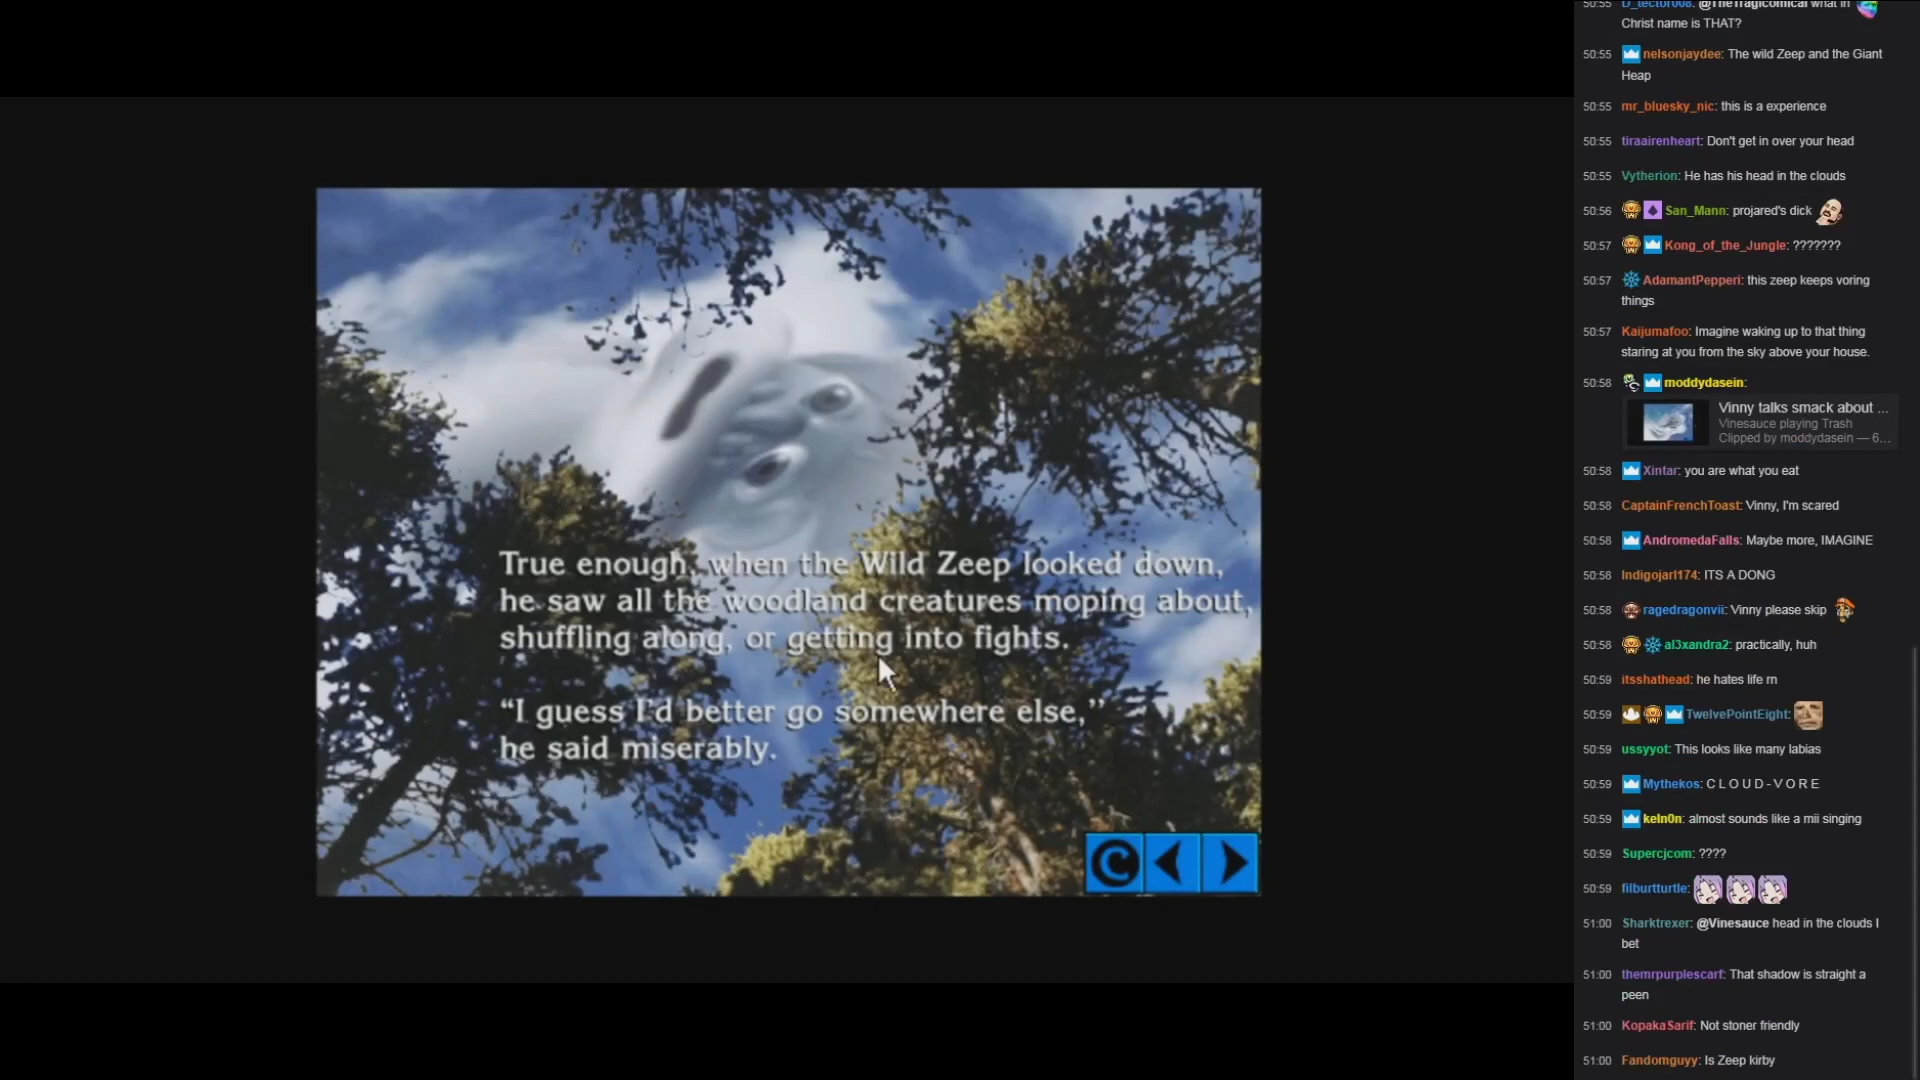 True enough, when the Wild Zeep looked down,
he saw all the woodland creatures moping about,
shuffling along, or getting into fights.
“I guess I’d better go somewhere else,’’
he said miserably.
50:55 D_tector008: @TheTragicomical what in
Christ name is THAT?
50:55 nelsonjaydee: The wild Zeep and the Giant
Heap
50:55 mr_bluesky_nic: this is a experience
50:55 tiraairenheart: Don't get in over your head
50:55 Vytherion: He has his head in the clouds
50:56 San_Mann: projared's dick
50:57 Kong_of_the_Jungle: ???????
50:57 AdamantPepperi: this zeep keeps voring
things
50:57 Kaijumafoo: Imagine waking up to that thing
staring at you from the sky above your house.
50:58 moddydasein:
Vinny talks smack about ...
Vinesauce playing Trash
Clipped by moddydasein — 6...
50:58 Xintar: you are what you eat
50:58 CaptainFrenchToast: Vinny, I'm scared
50:58 AndromedaFalls: Maybe more, IMAGINE
50:58 Indigojarl174: ITS A DONG
50:58 ragedragonvii: Vinny please skip
50:58 al3xandra2: practically, huh
50:59 itsshathead: he hates life rn
50:59 TwelvePointEight:
50:59 ussyyot: This looks like many labias
50:59 Mythekos: C L O U D - V O R E
50:59 keln0n: almost sounds like a mii singing
50:59 Supercjcom: ????
50:59 filburtturtle:
51:00 Sharktrexer: @Vinesauce head in the clouds I
bet
51:00 themrpurplescarf: That shadow is straight a
peen
51:00 KopakaSarif: Not stoner friendly
51:00 Fandomguyy: Is Zeep kirby